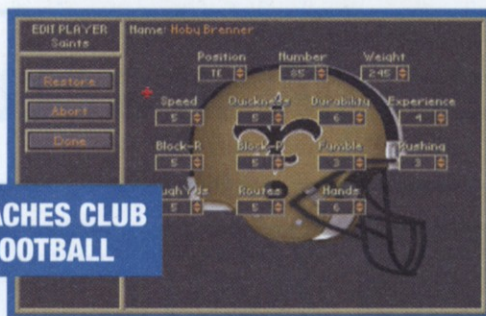 EDIT PLAYER
Saints
Name: Hoby Brenner
Restore
Abort
Done
Position Number Weight
TE 85 245
Speed Quickness Durability Experience
5 5 6 4
Block-R Fumble Rushing
5 5 3 3
Routes Hands
5 5 6
ACHES CLUB
OOTBALL